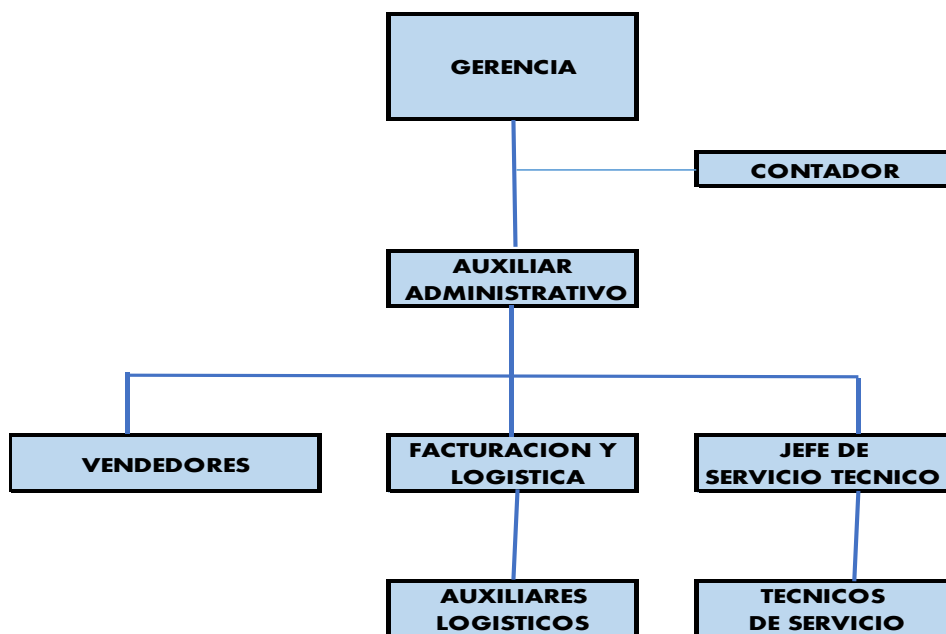 GERENCIA
CONTADOR
AUXILIAR
ADMINISTRATIVO
VENDEDORES
FACTURACION Y
LOGISTICA
JEFE DE
SERVICIO TECNICO
AUXILIARES
LOGISTICOS
TECNICOS
DE SERVICIO